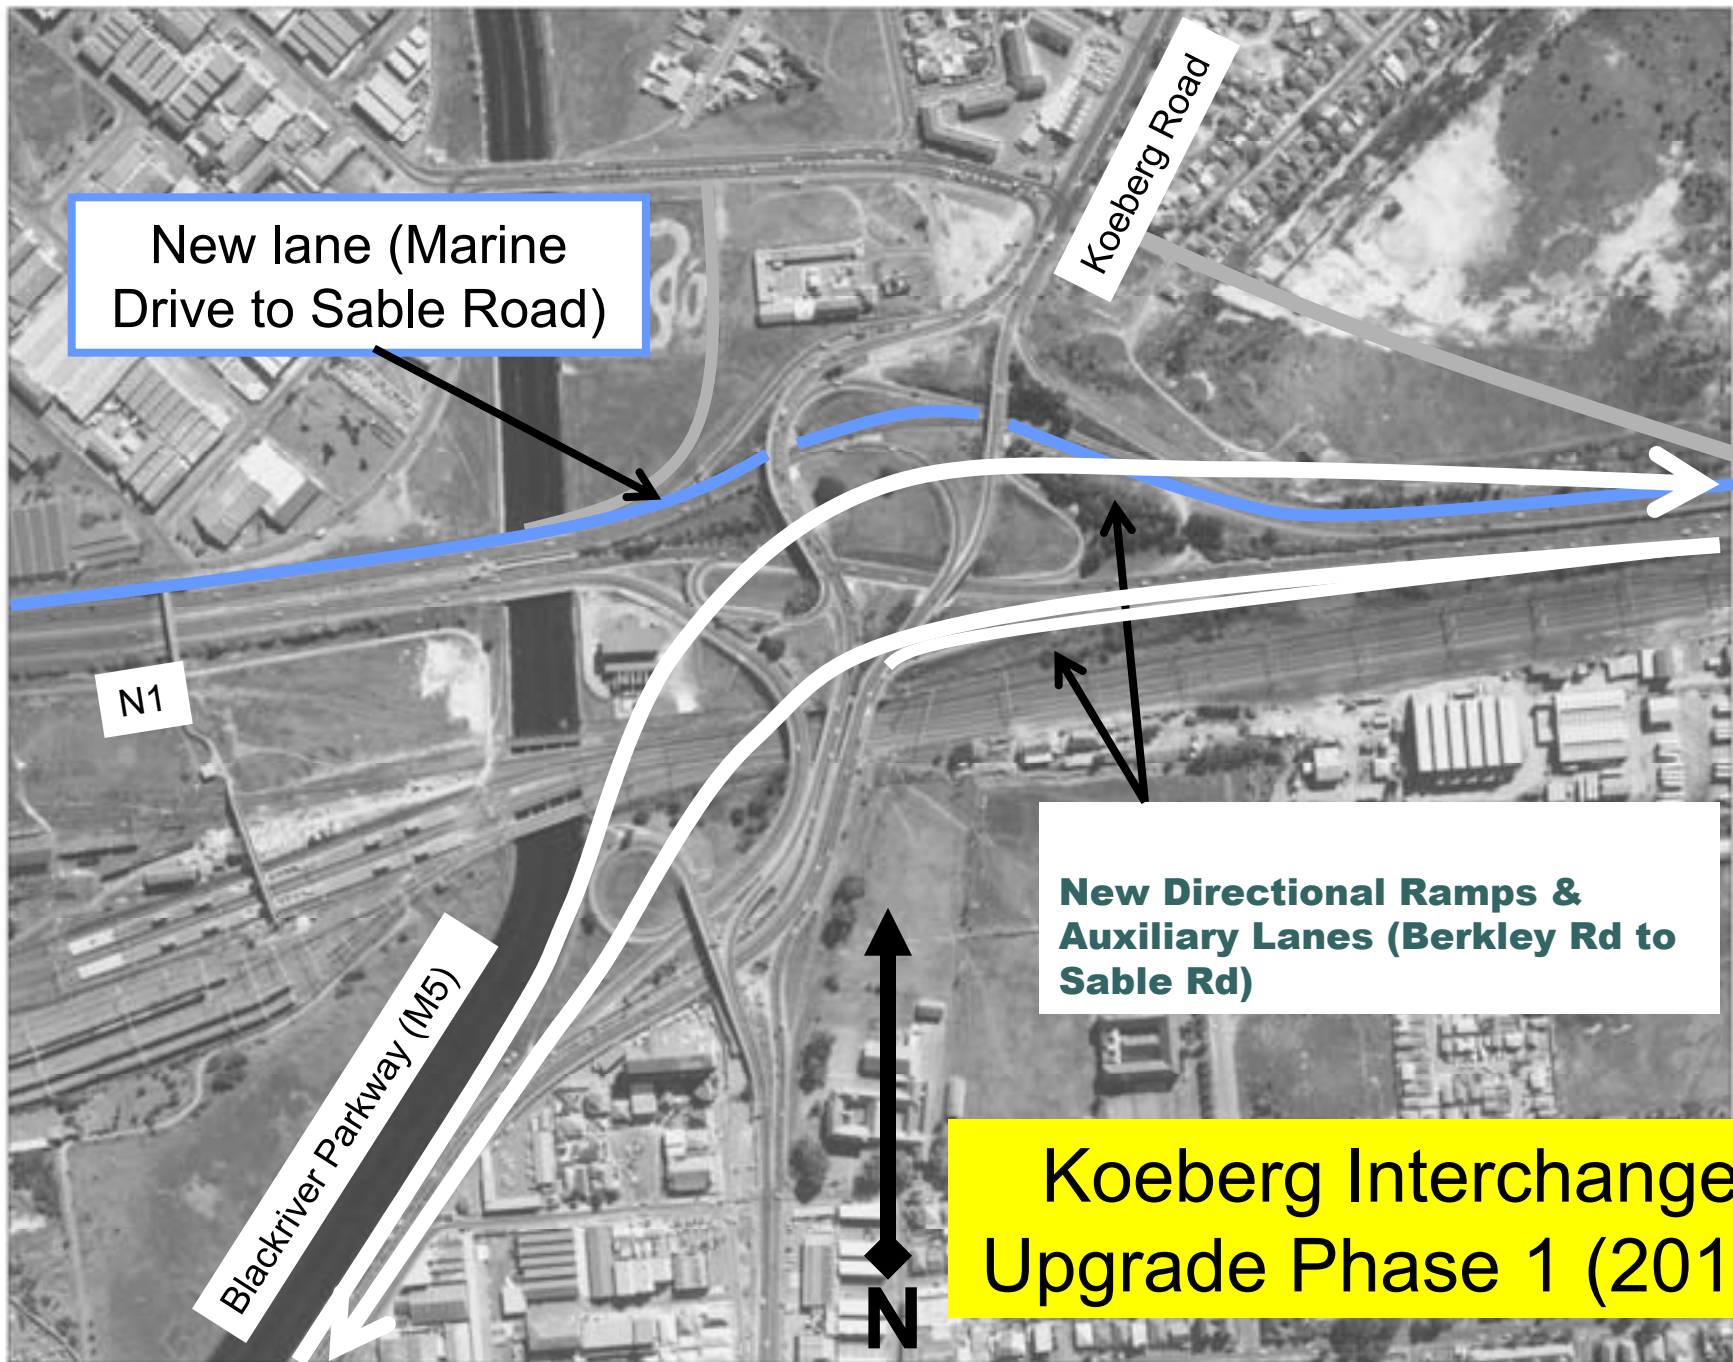 Koeberg Road
New lane (Marine
Drive to Sable Road)
N1
New Directional Ramps &
Auxiliary Lanes (Berkley Rd to
Sable Rd)
Blackriver Parkway (M5)
Koeberg Interchange
Upgrade Phase 1 (201
N